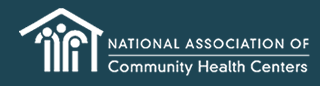 NATIONAL ASSOCIATION OF
Community Health Centers